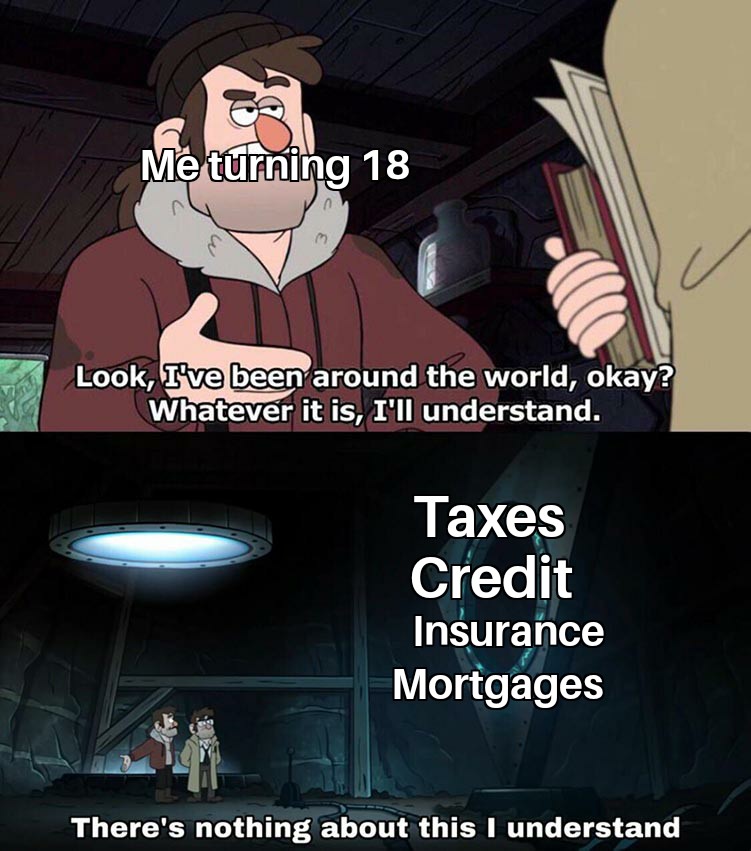 Me turning 18
Look, I've been around the world, okay?
Whatever it is, I'll understand.
Taxes
Credit
Insurance
Mortgages
There's nothing about this I understand